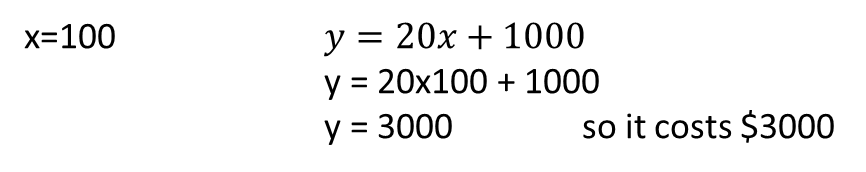 x=100 y = 20x + 1000
y = 20x100 + 1000
y = 3000 so it costs $3000